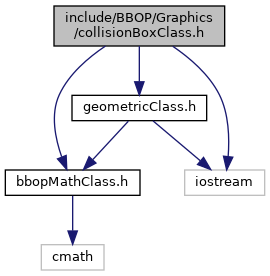 include/BBOP/Graphics
/collisionBoxClass.h
geometricClass.h
bbopMathClass.h
iostream
cmath